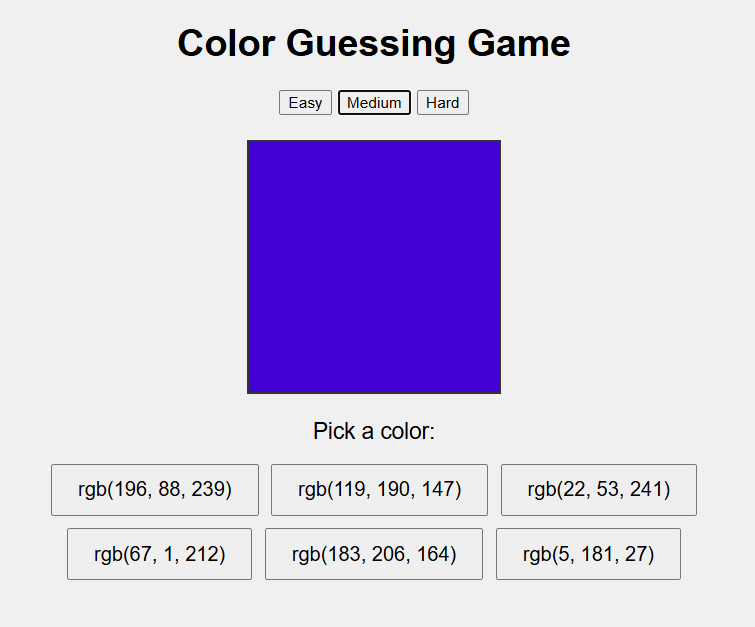 Color Guessing Game
Easy Medium Hard
Pick a color:
rgb(196, 88, 239) rgb(119, 190, 147) rgb(22, 53, 241)
rgb(67, 1, 212) rgb(183, 206, 164) rgb(5, 181, 27)